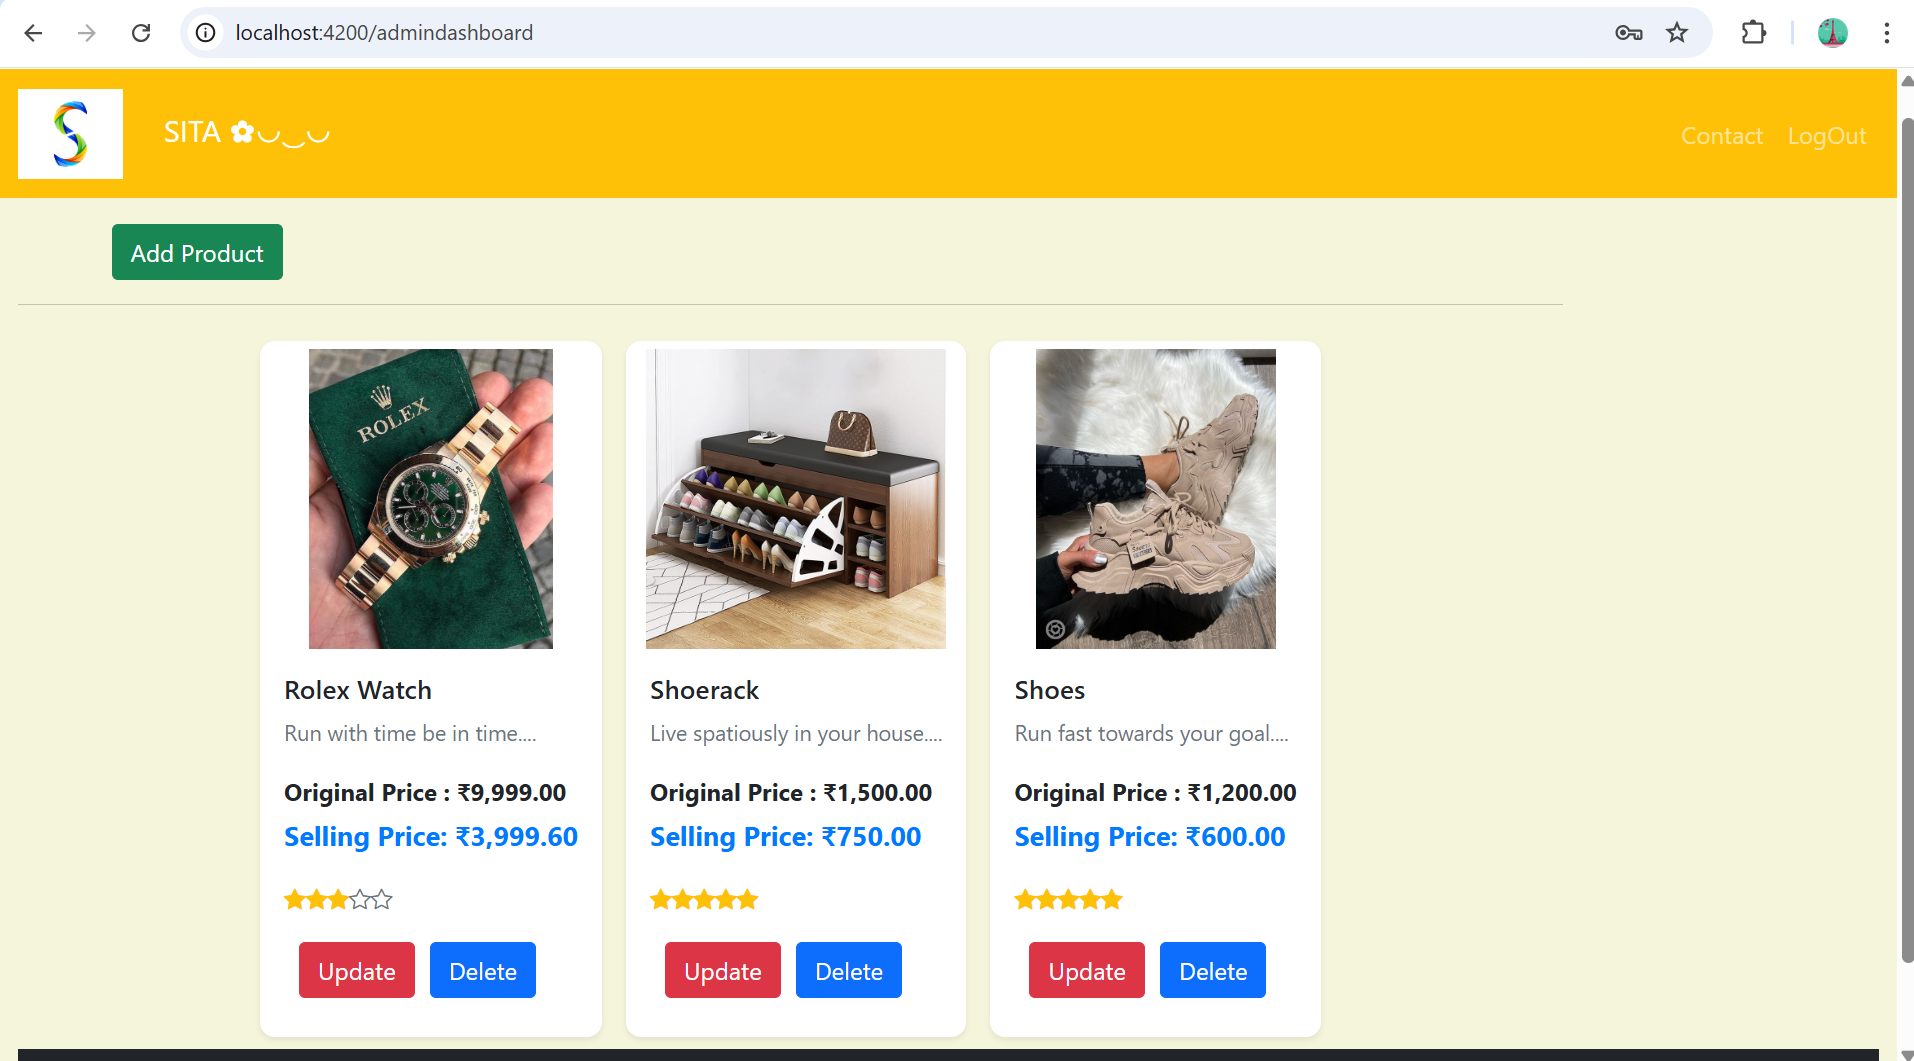 localhost:4200/admindashboard
S
SITA ✿◡‿◡
Contact LogOut
Add Product
ROLEX
Rolex Watch
Run with time be in time....
Original Price : ₹9,999.00
Selling Price: ₹3,999.60
Update Delete
Shoerack
Live spatiously in your house....
Original Price : ₹1,500.00
Selling Price: ₹750.00
Update Delete
Shoes
Run fast towards your goal....
Original Price : ₹1,200.00
Selling Price: ₹600.00
Update Delete